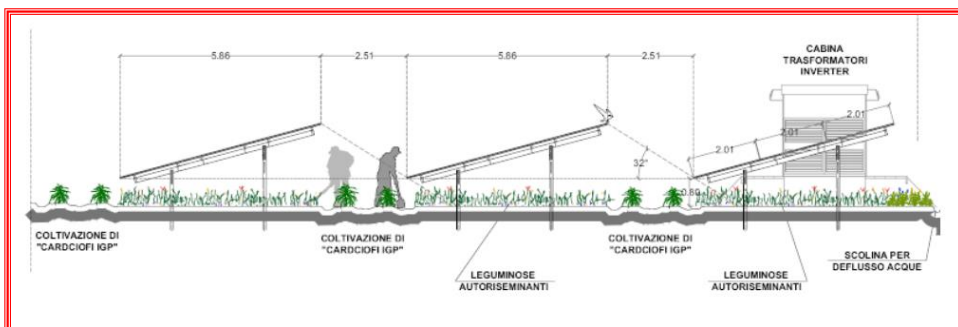 5.86
2.51
5.86
2.51
CABINA
TRASFORMATORI
INVERTER
2.01
2.01
2.01
32°
0.80
COLTIVAZIONE DI
"CARDCIOFI IGP"
COLTIVAZIONE DI
"CARDCIOFI IGP"
COLTIVAZIONE DI
"CARDCIOFI IGP"
SCOLINA PER
DEFLUSSO ACQUE
LEGUMINOSE
AUTORISEMINANTI
LEGUMINOSE
AUTORISEMINANTI